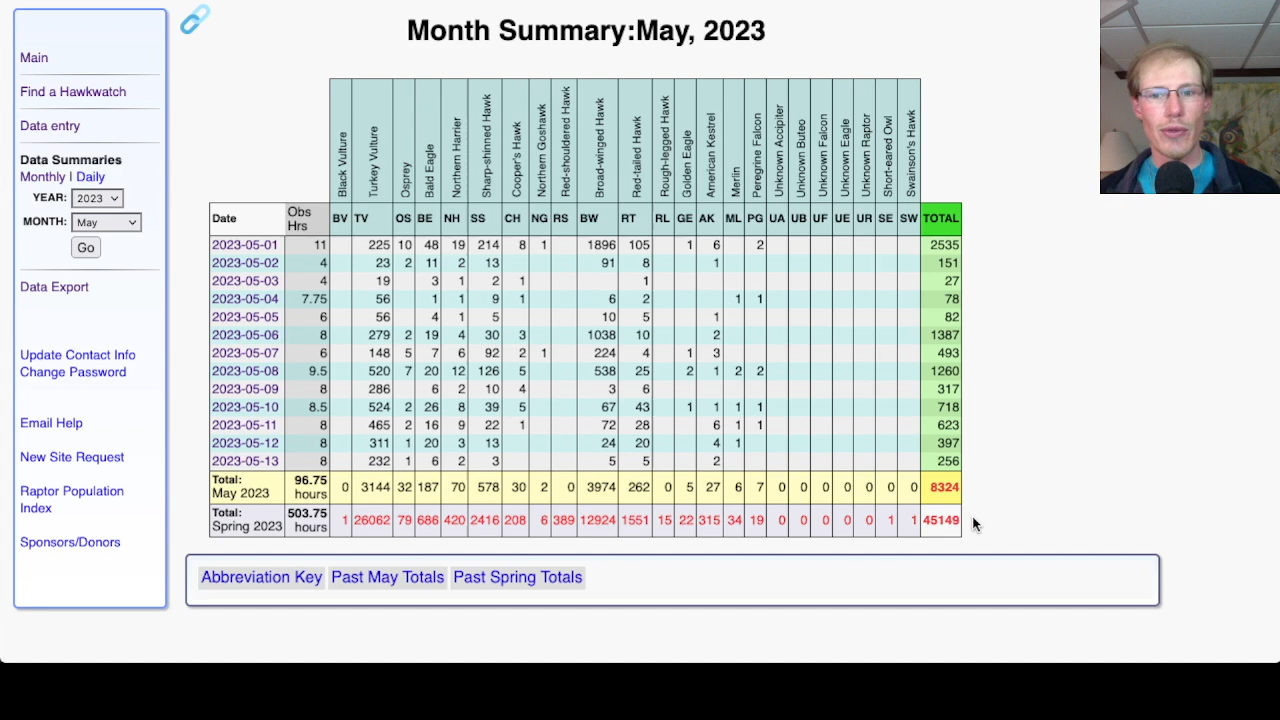 Month Summary:May, 2023
Main
Find a Hawkwatch
Data entry
Data Summaries
Monthly | Daily
YEAR: 2023
MONTH: May
Go
Data Export
Update Contact Info
Change Password
Email Help
New Site Request
Raptor Population
Index
Sponsors/Donors
Black Vulture Turkey Vulture Osprey Bald Eagle Northern Harrier Sharp-shinned Hawk Cooper's Hawk Northern Goshawk Red-shouldered Hawk Broad-winged Hawk Red-tailed Hawk Rough-legged Hawk Golden Eagle American Kestrel Merlin Peregrine Falcon Unknown Accipiter Unknown Buteo Unknown Falcon Unknown Eagle Unknown Raptor Short-eared Owl Swainson's Hawk
Date Obs Hrs BV TV OS BE NH SS CH NG RS BW RT RL GE AK ML PG UA UB UF UE UR SE SW TOTAL
2023-05-01 11 225 10 48 19 214 8 1 1896 105 1 6 2 2535
2023-05-02 4 23 2 11 2 13 91 8 1 151
2023-05-03 4 19 3 1 2 1 1 27
2023-05-04 7.75 56 1 1 9 1 6 2 1 1 78
2023-05-05 6 56 4 1 5 10 5 1 82
2023-05-06 8 279 2 19 4 30 3 1038 10 2 1387
2023-05-07 6 148 5 7 6 92 2 1 224 4 1 3 493
2023-05-08 9.5 520 7 20 12 126 5 538 25 2 1 2 2 1260
2023-05-09 8 286 6 2 10 4 3 6 317
2023-05-10 8.5 524 2 26 8 39 5 67 43 1 1 1 1 718
2023-05-11 8 465 2 16 9 22 1 72 28 6 1 1 623
2023-05-12 8 311 1 20 3 13 24 20 4 1 397
2023-05-13 8 232 1 6 2 3 5 5 2 256
Total: May 2023 96.75 hours 0 3144 32 187 70 578 30 2 0 3974 262 0 5 27 6 7 0 0 0 0 0 0 0 8324
Total: Spring 2023 503.75 hours 1 26062 79 686 420 2416 208 6 389 12924 1551 15 22 315 34 19 0 0 0 0 0 1 1 45149
Abbreviation Key Past May Totals Past Spring Totals